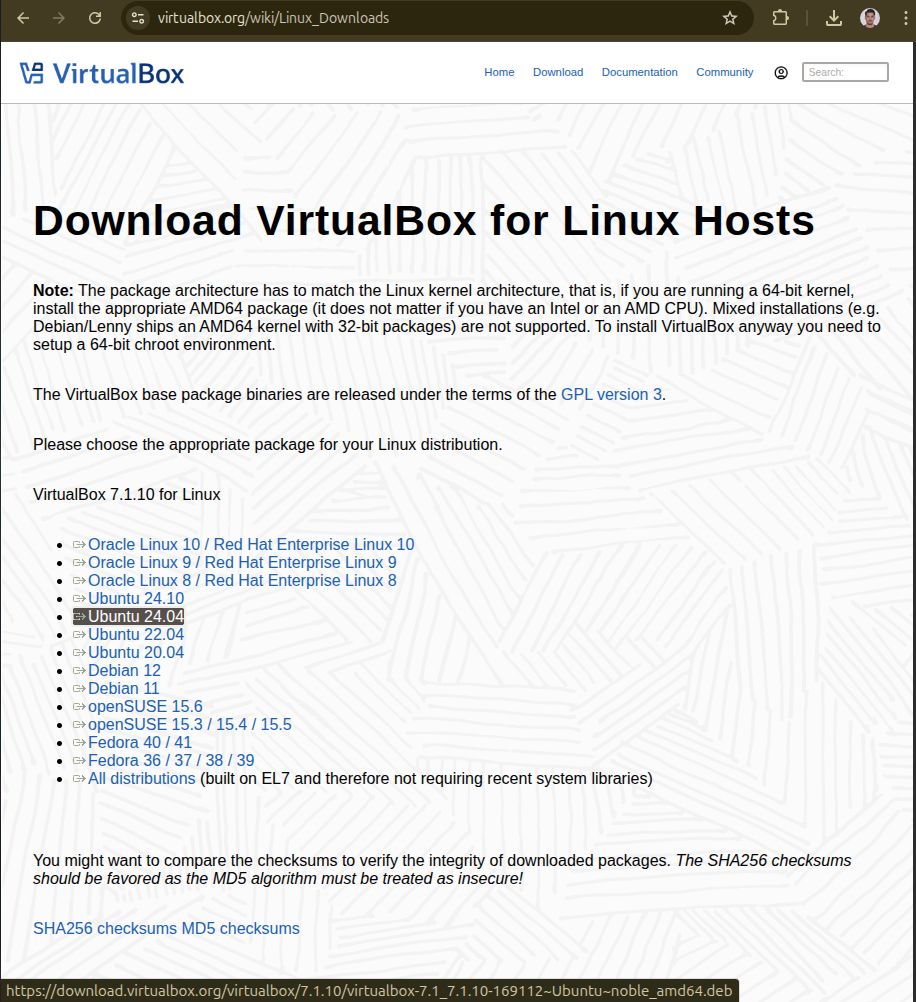 virtualbox.org/wiki/Linux_Downloads
VirtualBox
Home Download Documentation Community Search:
Download VirtualBox for Linux Hosts
Note: The package architecture has to match the Linux kernel architecture, that is, if you are running a 64-bit kernel,
install the appropriate AMD64 package (it does not matter if you have an Intel or an AMD CPU). Mixed installations (e.g.
Debian/Lenny ships an AMD64 kernel with 32-bit packages) are not supported. To install VirtualBox anyway you need to
setup a 64-bit chroot environment.
The VirtualBox base package binaries are released under the terms of the GPL version 3.
Please choose the appropriate package for your Linux distribution.
VirtualBox 7.1.10 for Linux
Oracle Linux 10 / Red Hat Enterprise Linux 10
Oracle Linux 9 / Red Hat Enterprise Linux 9
Oracle Linux 8 / Red Hat Enterprise Linux 8
Ubuntu 24.10
Ubuntu 24.04
Ubuntu 22.04
Ubuntu 20.04
Debian 12
Debian 11
openSUSE 15.6
openSUSE 15.3 / 15.4 / 15.5
Fedora 40 / 41
Fedora 36 / 37 / 38 / 39
All distributions (built on EL7 and therefore not requiring recent system libraries)
You might want to compare the checksums to verify the integrity of downloaded packages. The SHA256 checksums
should be favored as the MD5 algorithm must be treated as insecure!
SHA256 checksums MD5 checksums
https://download.virtualbox.org/virtualbox/7.1.10/virtualbox-7.1_7.1.10-169112~Ubuntu~noble_amd64.deb